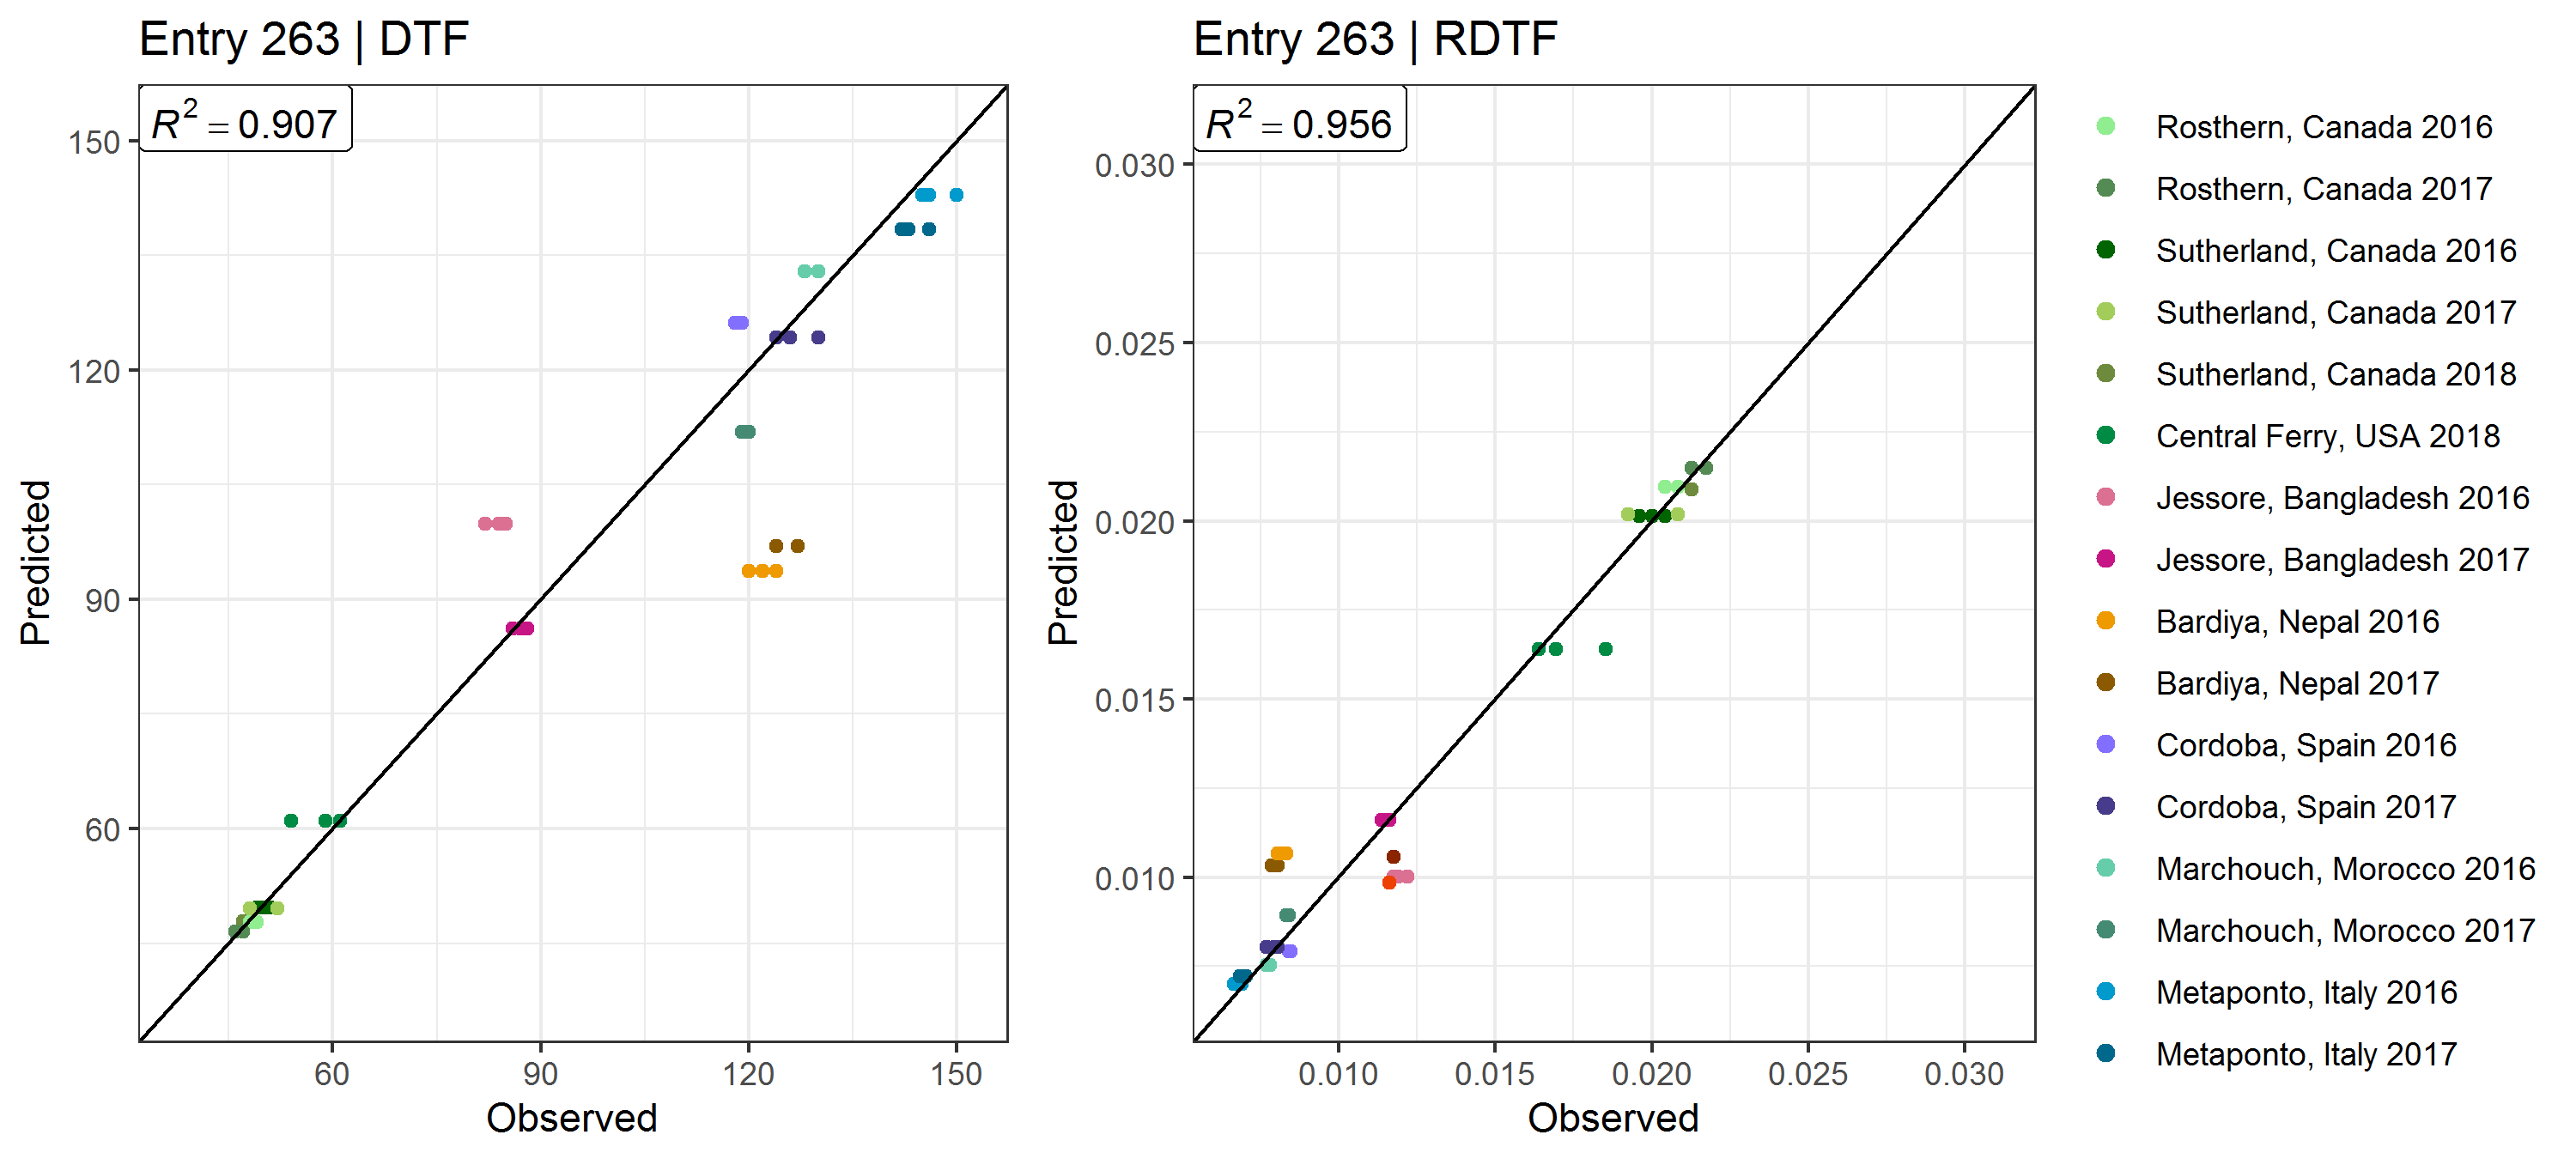 Entry 263 | DTF
R² = 0.907
150
120
90
60
Predicted
60 90 120 150
Observed
Entry 263 | RDTF
R² = 0.956
0.030
0.025
0.020
0.015
0.010
Predicted
0.010 0.015 0.020 0.025 0.030
Observed
Rosthern, Canada 2016
Rosthern, Canada 2017
Sutherland, Canada 2016
Sutherland, Canada 2017
Sutherland, Canada 2018
Central Ferry, USA 2018
Jessore, Bangladesh 2016
Jessore, Bangladesh 2017
Bardiya, Nepal 2016
Bardiya, Nepal 2017
Cordoba, Spain 2016
Cordoba, Spain 2017
Marchouch, Morocco 2016
Marchouch, Morocco 2017
Metaponto, Italy 2016
Metaponto, Italy 2017